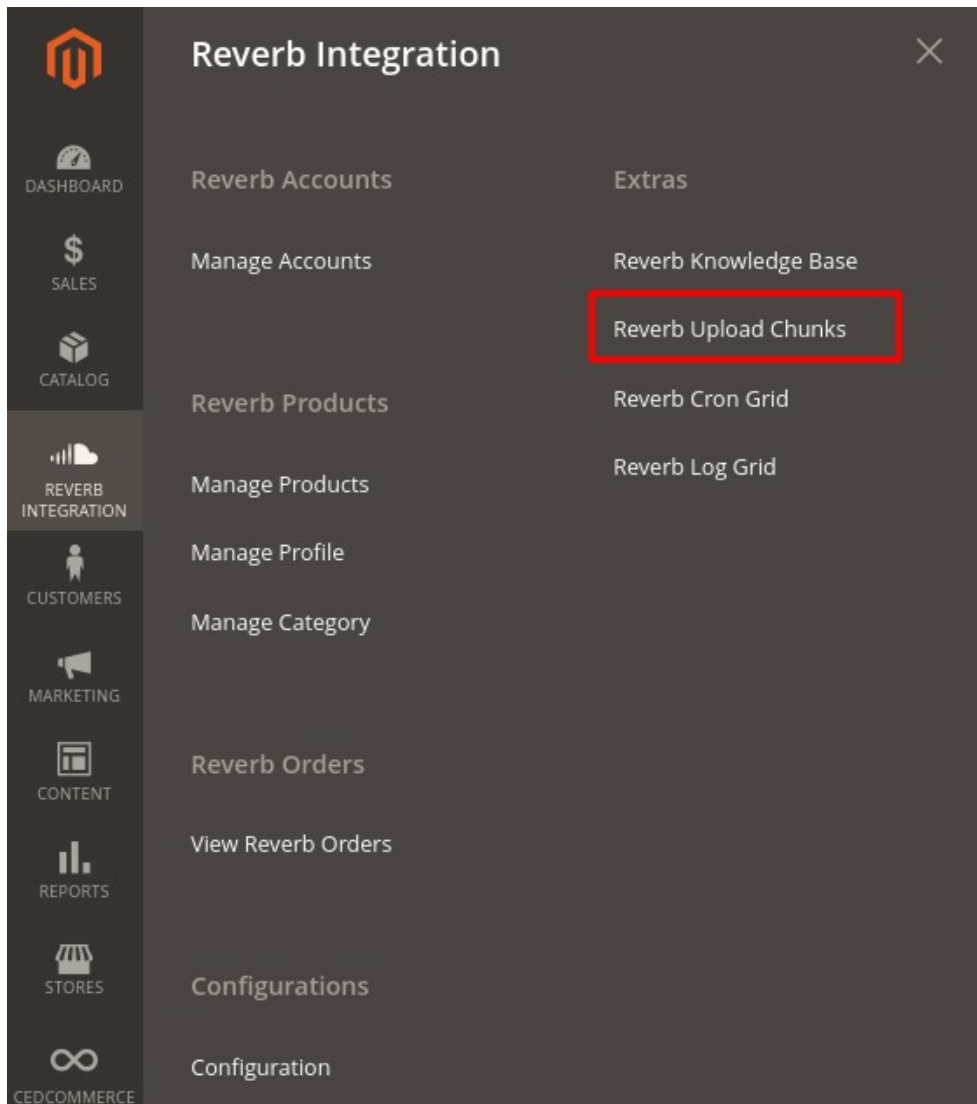 Reverb Integration
DASHBOARD
SALES
CATALOG
REVERB
INTEGRATION
CUSTOMERS
MARKETING
CONTENT
REPORTS
STORES
CEDCOMMERCE
Reverb Accounts
Manage Accounts
Reverb Products
Manage Products
Manage Profile
Manage Category
Reverb Orders
View Reverb Orders
Configurations
Configuration
Extras
Reverb Knowledge Base
Reverb Upload Chunks
Reverb Cron Grid
Reverb Log Grid